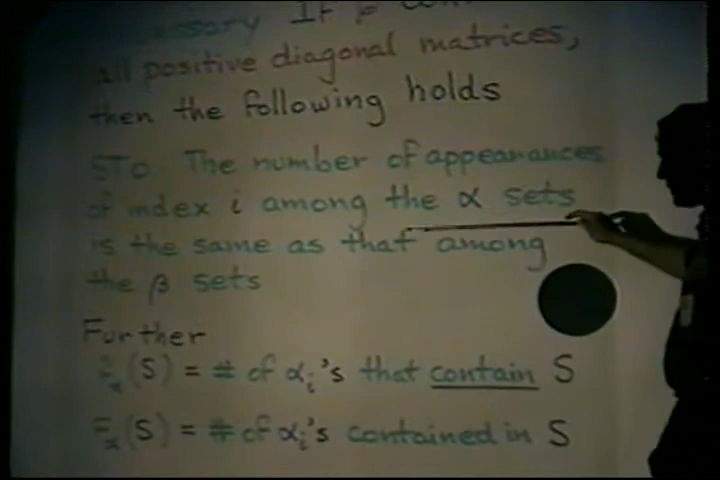 If
all positive diagonal matrices,
then the following holds
STO The number of appearances
of index i among the α sets
is the same as that among
the β sets
Further
(S) = # of αᵢ's that contain S
(S) = # of αᵢ's contained in S